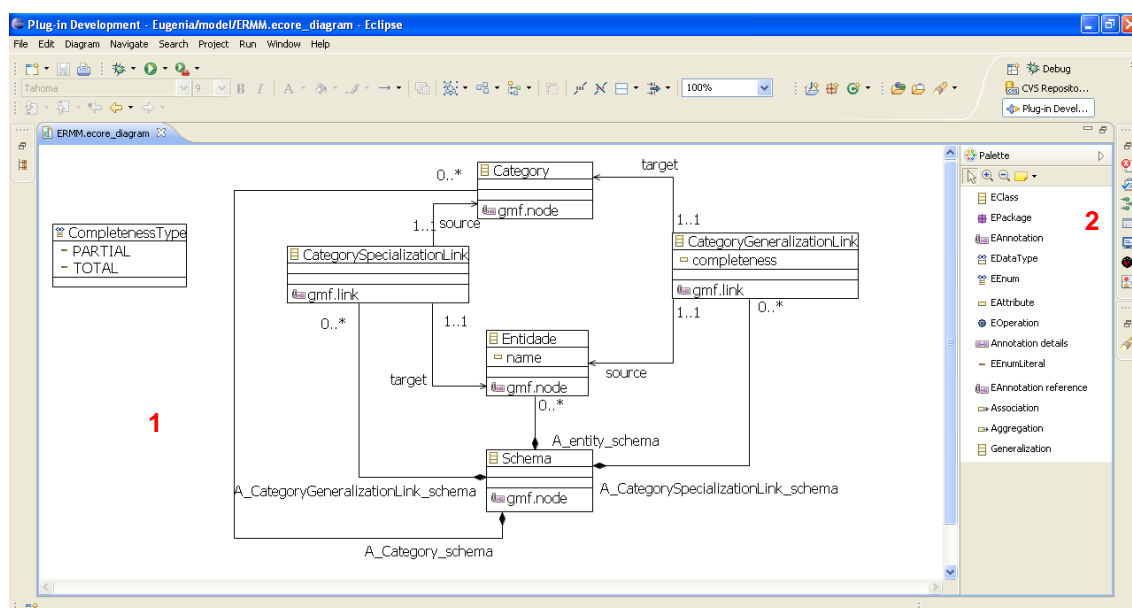 Plug-in Development - Eugenia/model/ERMM.ecore_diagram - Eclipse
File Edit Diagram Navigate Search Project Run Window Help
Debug
Tahoma 9 B I A 100%
CVS Reposito...
Plug-in Devel...
ERMM.ecore_diagram
Palette
target
0..*
Category
gmf.node
1..1 source
1..1
CompletenessType
PARTIAL
TOTAL
CategorySpecializationLink
gmf.link
CategoryGeneralizationLink
completeness
gmf.link
0..*
1..1
1..1
0..*
Entidade
name
gmf.node
target
source
0..*
1
A_entity_schema
Schema
gmf.node
A_CategoryGeneralizationLink_schema
A_CategorySpecializationLink_schema
A_Category_schema
EClass
EPackage
2
EAnnotation
EDataType
EEnum
EAttribute
EOperation
Annotation details
EEnumLiteral
EAnnotation reference
Association
Aggregation
Generalization